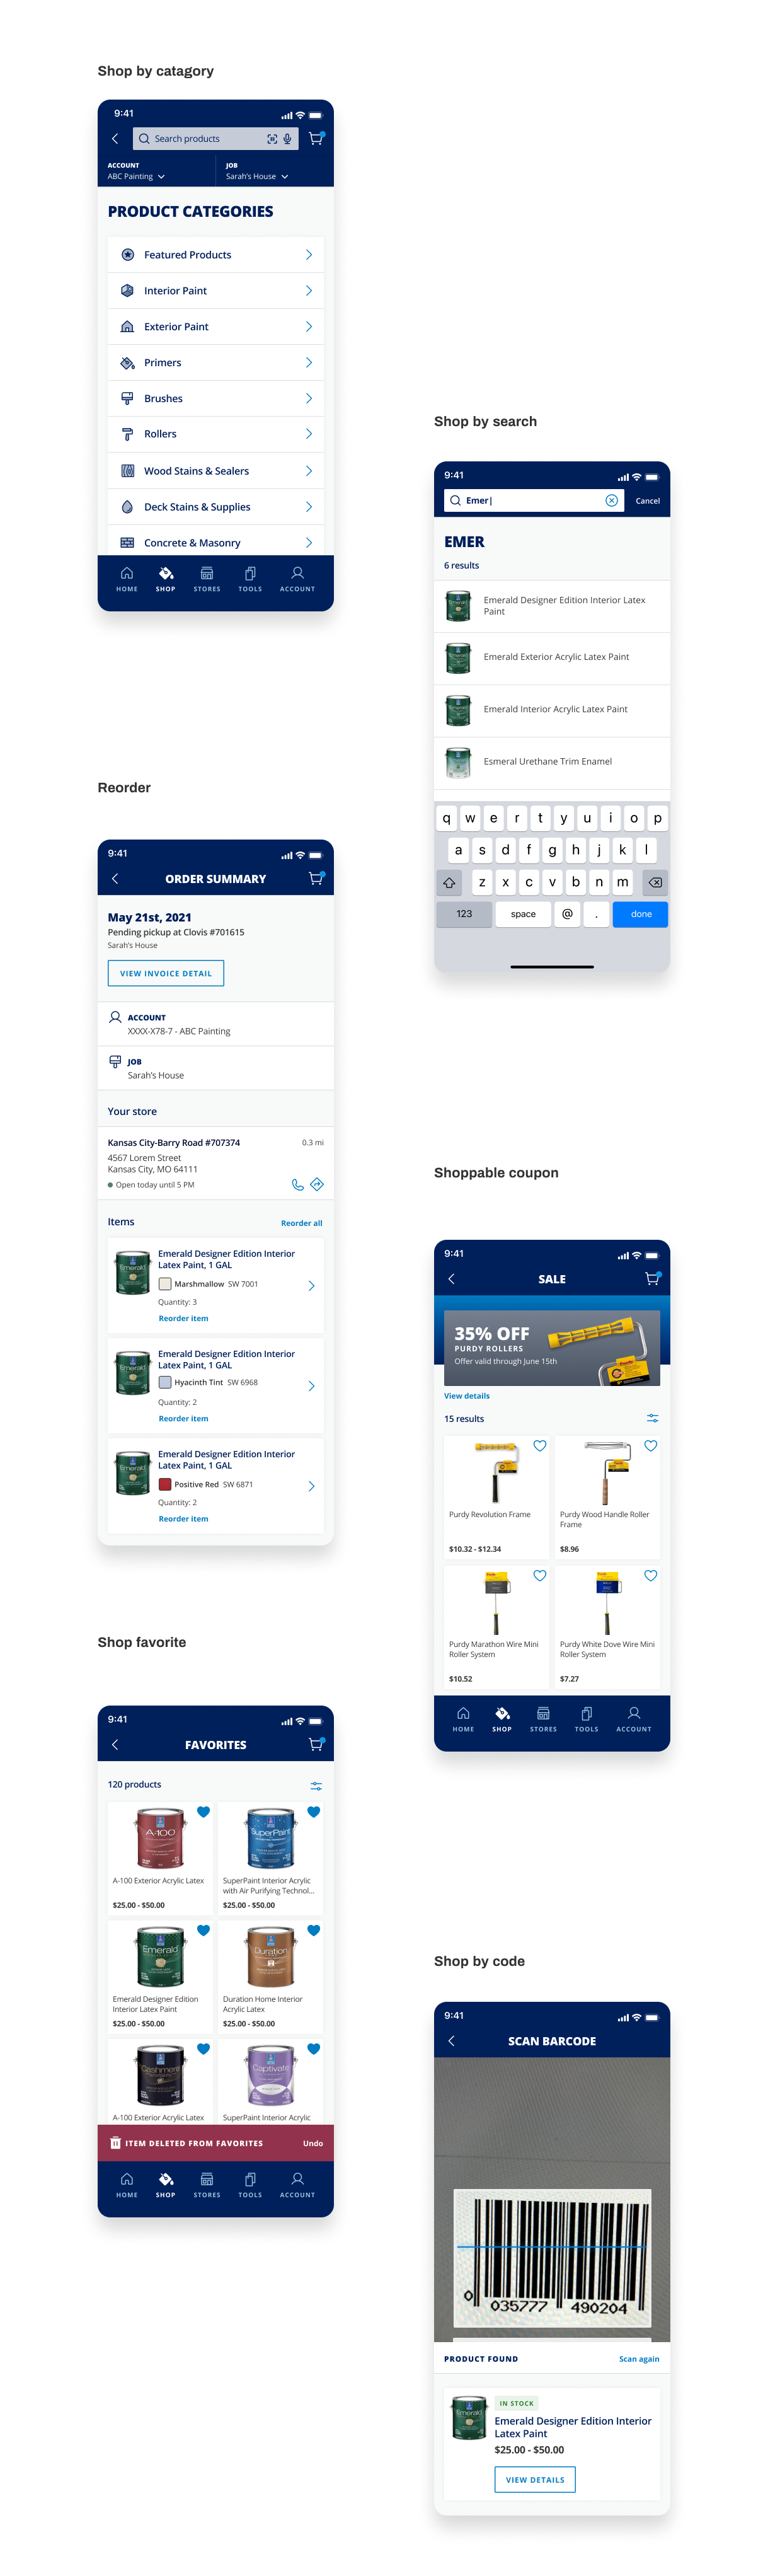 Shop by catagory
9:41
Search products
ACCOUNT
ABC Painting
JOB
Sarah's House
PRODUCT CATEGORIES
Featured Products
Interior Paint
Exterior Paint
Primers
Brushes
Rollers
Wood Stains & Sealers
Deck Stains & Supplies
Concrete & Masonry
HOME
SHOP
STORES
TOOLS
ACCOUNT
Shop by search
9:41
Emer
Cancel
EMER
6 results
Emerald Designer Edition Interior Latex
Paint
Emerald Exterior Acrylic Latex Paint
Emerald Interior Acrylic Latex Paint
Esmeral Urethane Trim Enamel
q w e r t y u i o p
a s d f g h j k l
z x c v b n m
123 space @ . done
Reorder
9:41
ORDER SUMMARY
May 21st, 2021
Pending pickup at Clovis #701615
Sarah's House
VIEW INVOICE DETAIL
ACCOUNT
XXXX-X78-7 - ABC Painting
JOB
Sarah's House
Your store
Kansas City-Barry Road #707374
0.3 mi
4567 Lorem Street
Kansas City, MO 64111
Open today until 5 PM
Items
Reorder all
Emerald
Emerald Designer Edition Interior
Latex Paint, 1 GAL
Marshmallow SW 7001
Quantity: 3
Reorder item
Emerald
Emerald Designer Edition Interior
Latex Paint, 1 GAL
Hyacinth Tint SW 6968
Quantity: 2
Reorder item
Emerald
Emerald Designer Edition Interior
Latex Paint, 1 GAL
Positive Red SW 6871
Quantity: 2
Reorder item
Shoppable coupon
9:41
SALE
35% OFF
PURDY ROLLERS
Offer valid through June 15th
View details
15 results
Purdy Revolution Frame
$10.32 - $12.34
Purdy Wood Handle Roller
Frame
$8.96
Purdy Marathon Wire Mini
Roller System
$10.52
Purdy White Dove Wire Mini
Roller System
$7.27
HOME
SHOP
STORES
TOOLS
ACCOUNT
Shop favorite
9:41
FAVORITES
120 products
A-100
A-100 Exterior Acrylic Latex
$25.00 - $50.00
SuperPaint
SuperPaint Interior Acrylic
with Air Purifying Technol...
$25.00 - $50.00
Emerald
Emerald Designer Edition
Interior Latex Paint
$25.00 - $50.00
Duration
Duration Home Interior
Acrylic Latex
$25.00 - $50.00
Cashmere
A-100 Exterior Acrylic Latex
Captivate
SuperPaint Interior Acrylic
ITEM DELETED FROM FAVORITES
Undo
HOME
SHOP
STORES
TOOLS
ACCOUNT
Shop by code
9:41
SCAN BARCODE
0 035777 490204
PRODUCT FOUND
Scan again
Emerald
IN STOCK
Emerald Designer Edition Interior
Latex Paint
$25.00 - $50.00
VIEW DETAILS